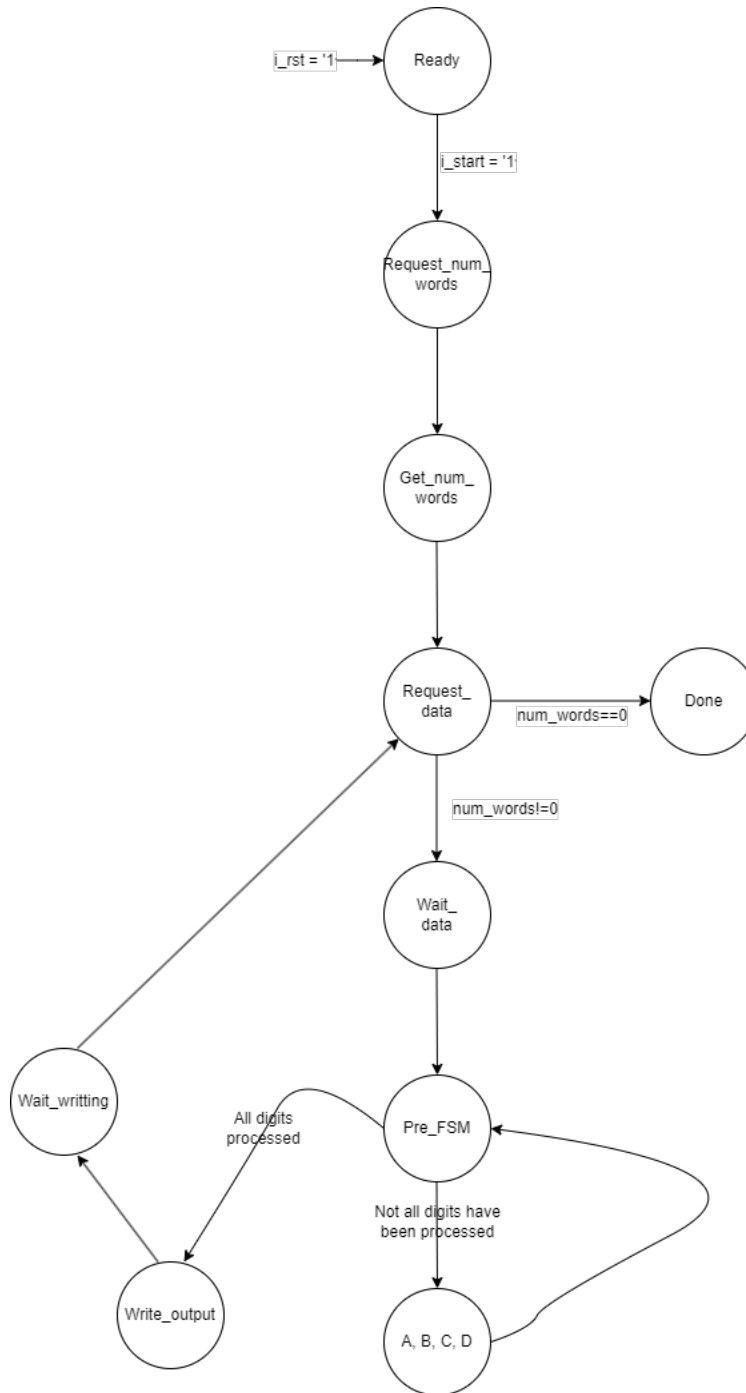 Ready
i_rst = '1'
i_start = '1'
Request_num_
words
Get_num_
words
Request_
data
num_words==0
Done
num_words!=0
Wait_
data
Wait_writting
All digits
processed
Pre_FSM
Not all digits have
been processed
Write_output
A, B, C, D